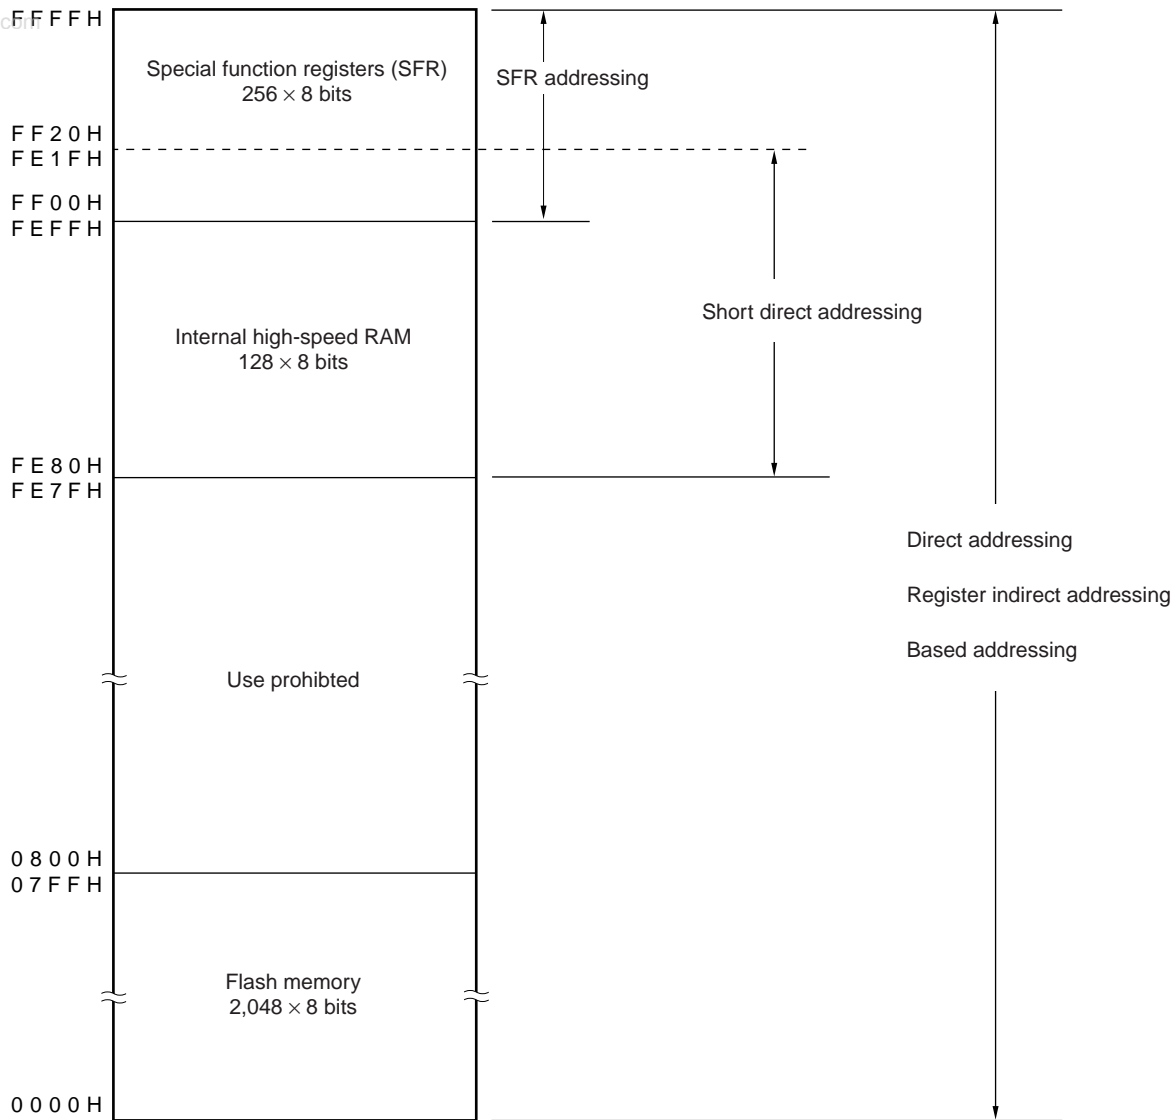 com
FFFFH
Special function registers (SFR)
256 × 8 bits
SFR addressing
FF20H
FE1FH
FF00H
FEFFH
Short direct addressing
Internal high-speed RAM
128 × 8 bits
FE80H
FE7FH
Direct addressing
Register indirect addressing
Based addressing
Use prohibted
0800H
07FFH
Flash memory
2,048 × 8 bits
0000H